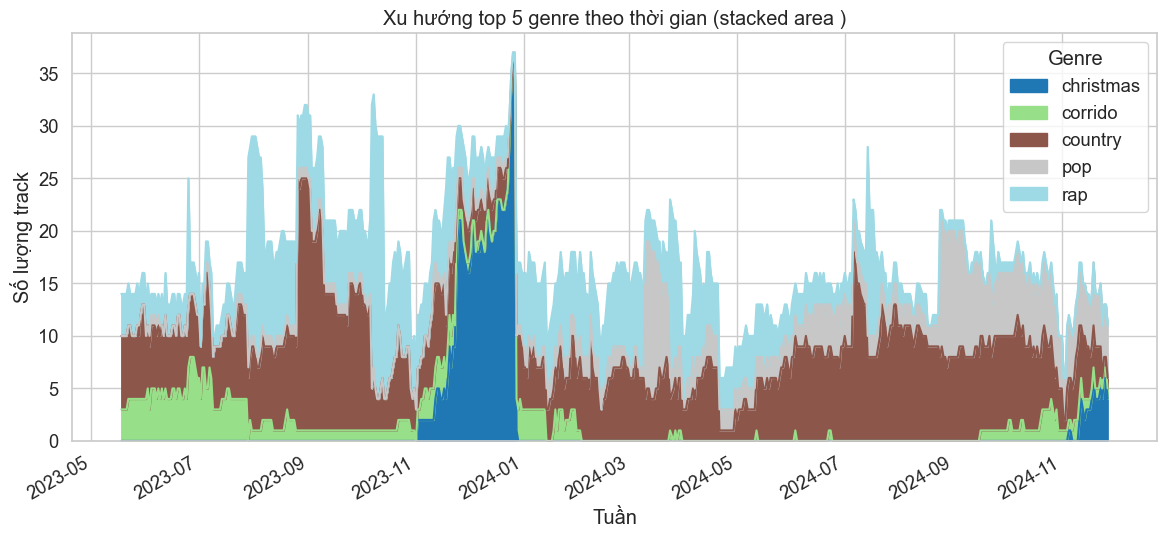 Xu hướng top 5 genre theo thời gian (stacked area )
Genre
christmas
corrido
country
pop
rap
Số lượng track
35
30
25
20
15
10
5
0
2023-05
2023-07
2023-09
2023-11
2024-01
2024-03
2024-05
2024-07
2024-09
2024-11
Tuần